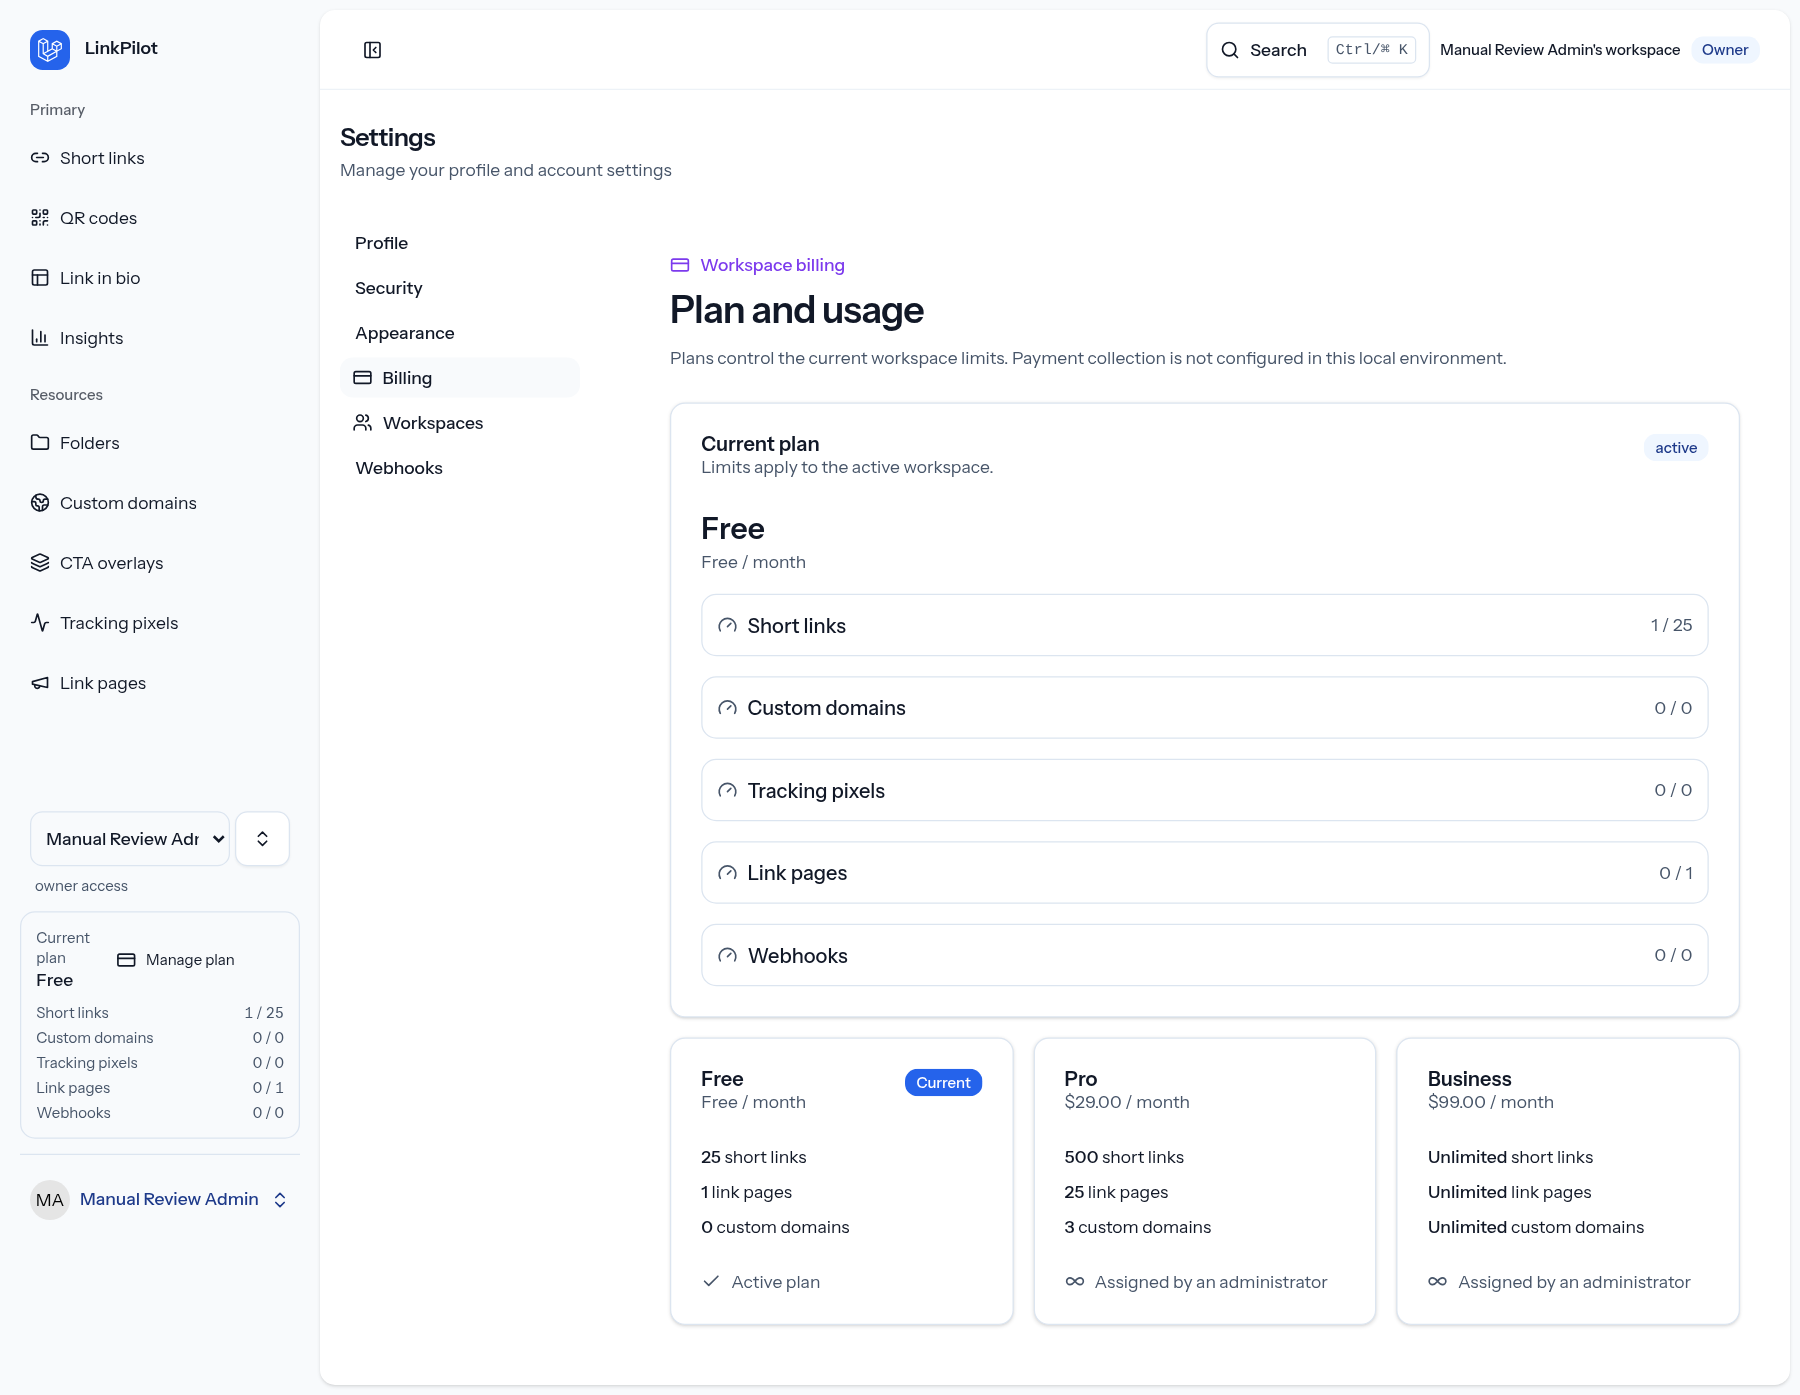 LinkPilot
Primary
Short links
QR codes
Link in bio
Insights
Resources
Folders
Custom domains
CTA overlays
Tracking pixels
Link pages
Manual Review Adr
owner access
Current
plan
Free
Manage plan
Short links 1 / 25
Custom domains 0 / 0
Tracking pixels 0 / 0
Link pages 0 / 1
Webhooks 0 / 0
MA Manual Review Admin
Search Ctrl/⌘ K Manual Review Admin's workspace Owner
Settings
Manage your profile and account settings
Profile
Security
Appearance
Billing
Workspaces
Webhooks
Workspace billing
Plan and usage
Plans control the current workspace limits. Payment collection is not configured in this local environment.
Current plan active
Limits apply to the active workspace.
Free
Free / month
Short links 1 / 25
Custom domains 0 / 0
Tracking pixels 0 / 0
Link pages 0 / 1
Webhooks 0 / 0
Free Current
Free / month
25 short links
1 link pages
0 custom domains
Active plan
Pro
$29.00 / month
500 short links
25 link pages
3 custom domains
Assigned by an administrator
Business
$99.00 / month
Unlimited short links
Unlimited link pages
Unlimited custom domains
Assigned by an administrator